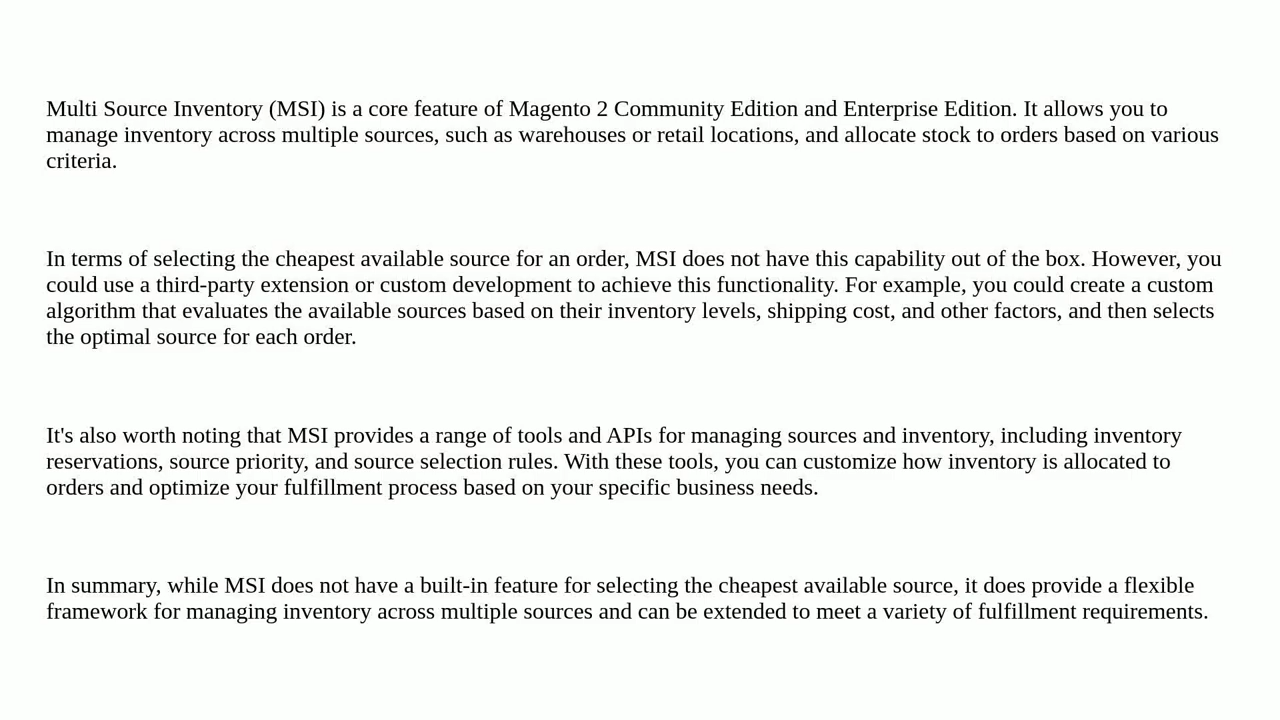 Multi Source Inventory (MSI) is a core feature of Magento 2 Community Edition and Enterprise Edition. It allows you to
manage inventory across multiple sources, such as warehouses or retail locations, and allocate stock to orders based on various
criteria.
In terms of selecting the cheapest available source for an order, MSI does not have this capability out of the box. However, you
could use a third-party extension or custom development to achieve this functionality. For example, you could create a custom
algorithm that evaluates the available sources based on their inventory levels, shipping cost, and other factors, and then selects
the optimal source for each order.
It's also worth noting that MSI provides a range of tools and APIs for managing sources and inventory, including inventory
reservations, source priority, and source selection rules. With these tools, you can customize how inventory is allocated to
orders and optimize your fulfillment process based on your specific business needs.
In summary, while MSI does not have a built-in feature for selecting the cheapest available source, it does provide a flexible
framework for managing inventory across multiple sources and can be extended to meet a variety of fulfillment requirements.